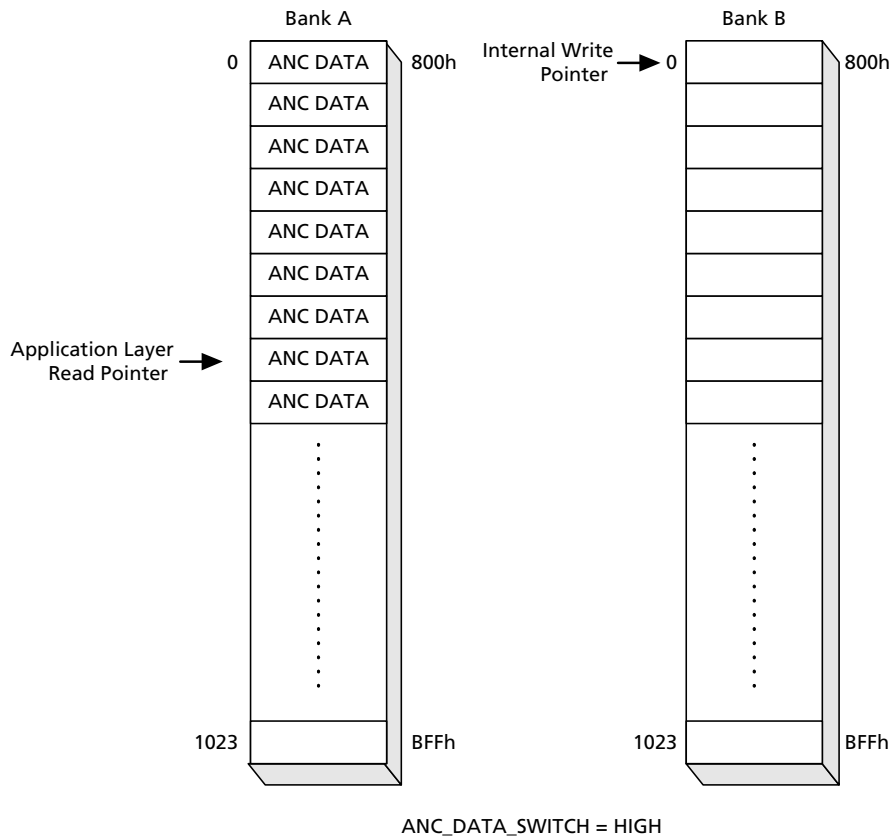 Bank A
0
800h
ANC DATA
ANC DATA
ANC DATA
ANC DATA
ANC DATA
ANC DATA
ANC DATA
ANC DATA
ANC DATA
Application Layer
Read Pointer
1023
BFFh
Bank B
Internal Write
Pointer
0
800h
1023
BFFh
ANC_DATA_SWITCH = HIGH